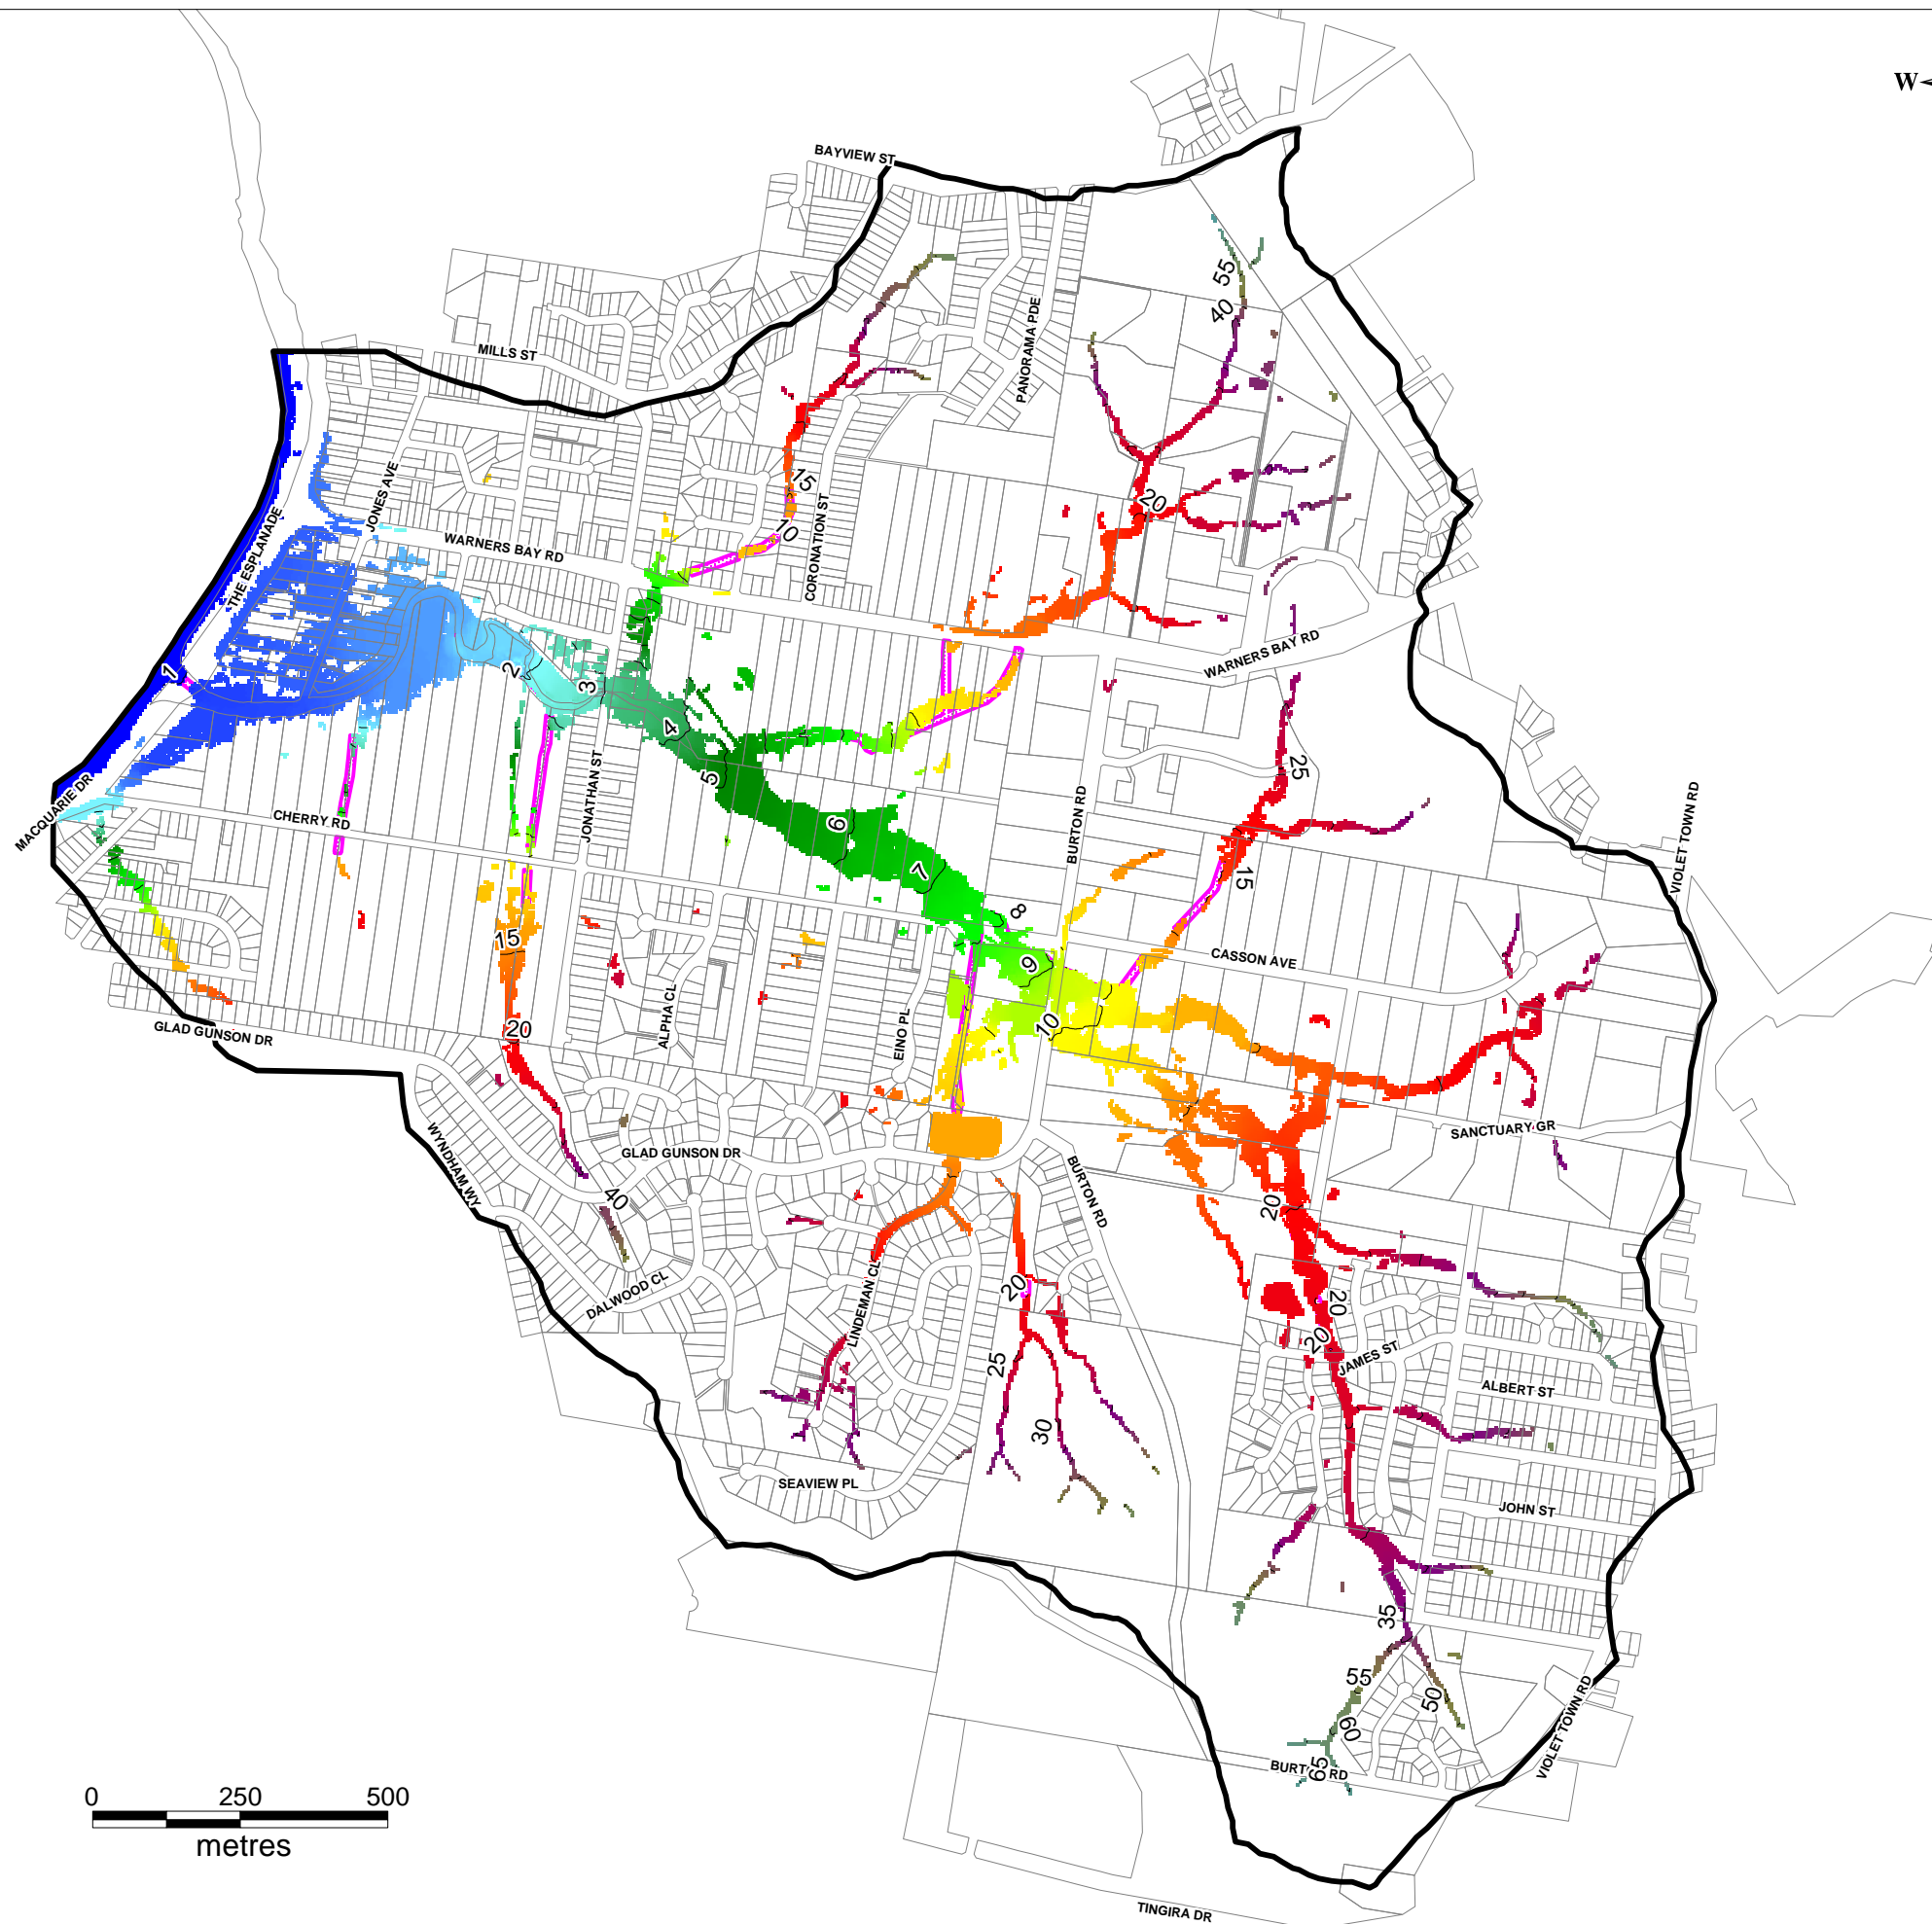 W
BAYVIEW ST
55
40
PANORAMA PDE
MILLS ST
JONES AVE
15
20
THE ESPLANADE
WARNERS BAY RD
10
CORONATION ST
WARNERS BAY RD
1
2
3
4
5
25
MACQUARIE DR
CHERRY RD
JONATHAN ST
6
BURTON RD
VIOLET TOWN RD
7
15
8
15
9
CASSON AVE
20
ALPHA CL
EINO PL
10
GLAD GUNSON DR
SANCTUARY GR
WYNDHAM WY
GLAD GUNSON DR
40
BURTON RD
20
DALWOOD CL
LINDEMAN CL
20
20
20
JAMES ST
25
ALBERT ST
30
SEAVIEW PL
JOHN ST
35
55
50
60
VIOLET TOWN RD
65
0 250 500
metres
TINGIRA DR